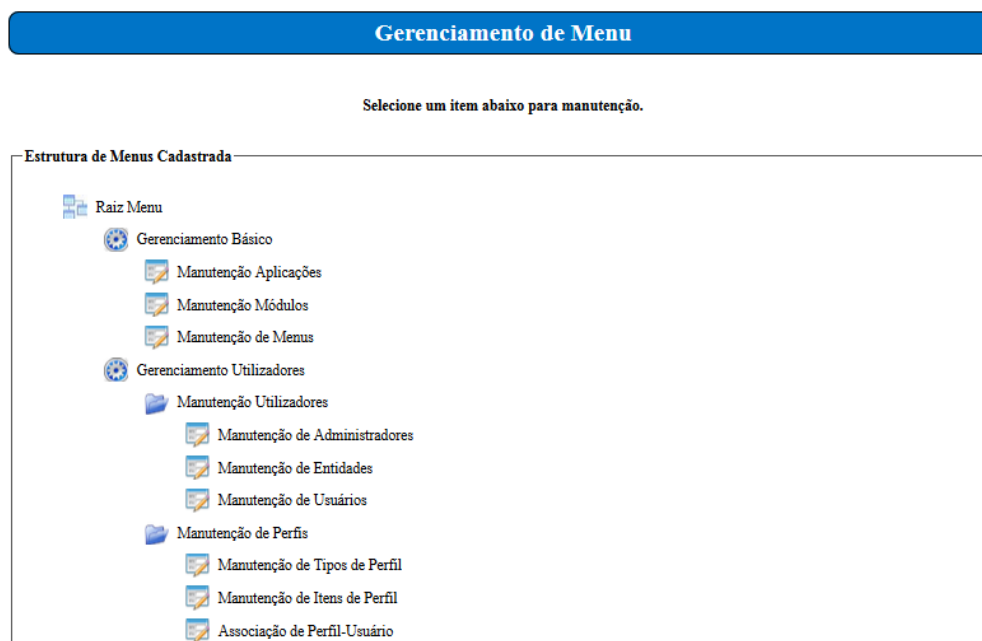 Gerenciamento de Menu
Selecione um item abaixo para manutenção.
Estrutura de Menus Cadastrada
Raiz Menu
Gerenciamento Básico
Manutenção Aplicações
Manutenção Módulos
Manutenção de Menus
Gerenciamento Utilizadores
Manutenção Utilizadores
Manutenção de Administradores
Manutenção de Entidades
Manutenção de Usuários
Manutenção de Perfis
Manutenção de Tipos de Perfil
Manutenção de Itens de Perfil
Associação de Perfil-Usuário